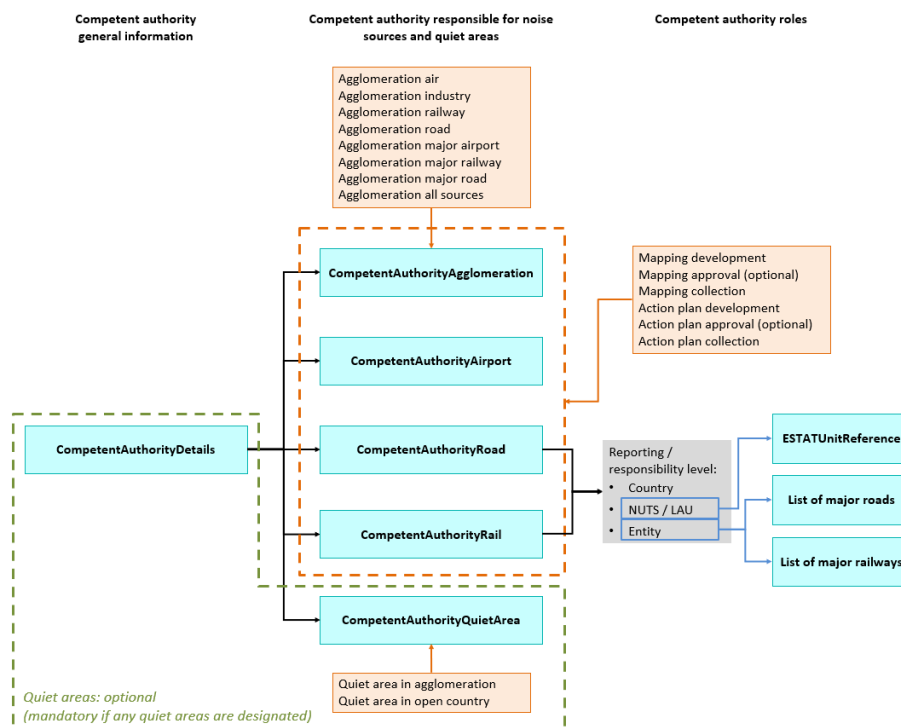 Competent authority
general information
Competent authority responsible for noise
sources and quiet areas
Competent authority roles
Agglomeration air
Agglomeration industry
Agglomeration railway
Agglomeration road
Agglomeration major airport
Agglomeration major railway
Agglomeration major road
Agglomeration all sources
CompetentAuthorityAgglomeration
Mapping development
Mapping approval (optional)
Mapping collection
Action plan development
Action plan approval (optional)
Action plan collection
CompetentAuthorityAirport
CompetentAuthorityDetails
CompetentAuthorityRoad
Reporting /
responsibility level:
• Country
• NUTS / LAU
• Entity
ESTATUnitReference
List of major roads
List of major railways
CompetentAuthorityRail
CompetentAuthorityQuietArea
Quiet area in agglomeration
Quiet area in open country
Quiet areas: optional
(mandatory if any quiet areas are designated)